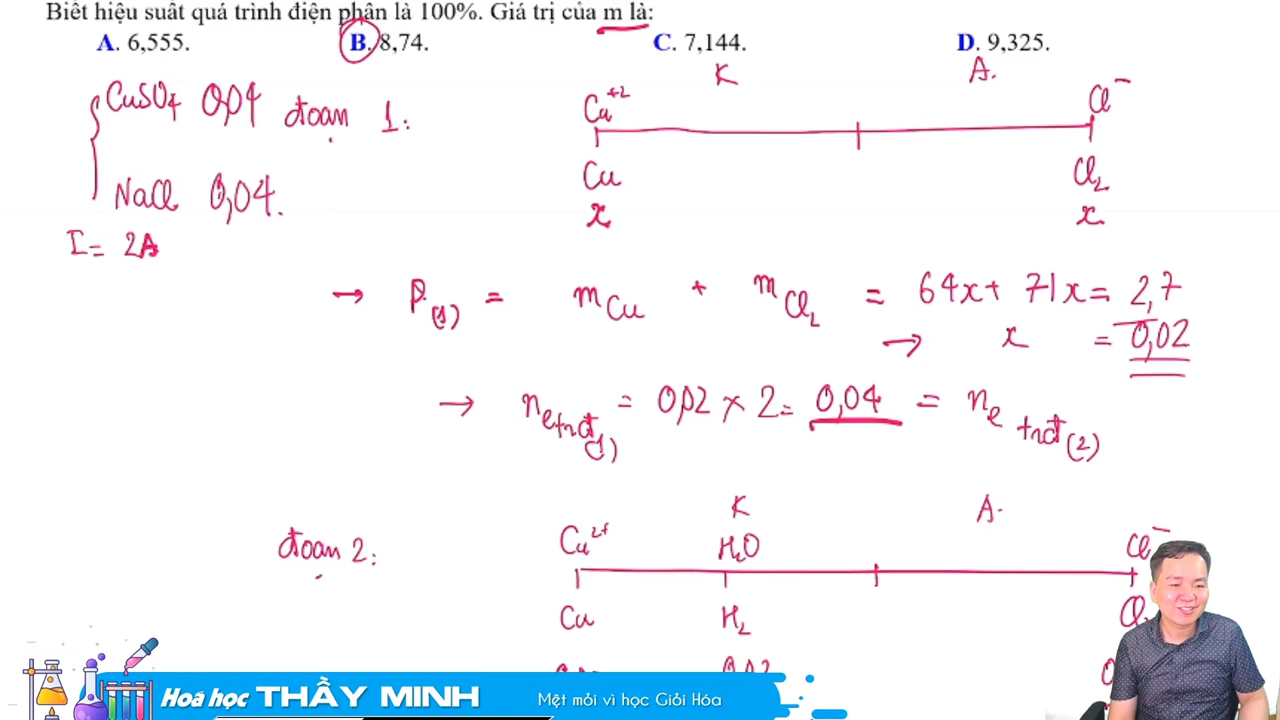 Biết hiệu suất quá trình điện phân là 100%. Giá trị của m là:
A. 6,555. B. 8,74. C. 7,144. D. 9,325.
K A.
CuSO4 0,04 đoạn 1: Cu+2 Cl−
Cu Cl2
NaCl 0,04. x x
I = 2A
→ P(1) = mCu + mCl2 = 64x + 71x = 2,7
→ x = 0,02
→ ne trđ(1) = 0,02 × 2 = 0,04 = ne trđ(2)
K A.
đoạn 2: Cu2+ H2O Cl−
Cu H2
Hoá học THẦY MINH Mệt mỏi vì học Giỏi Hóa